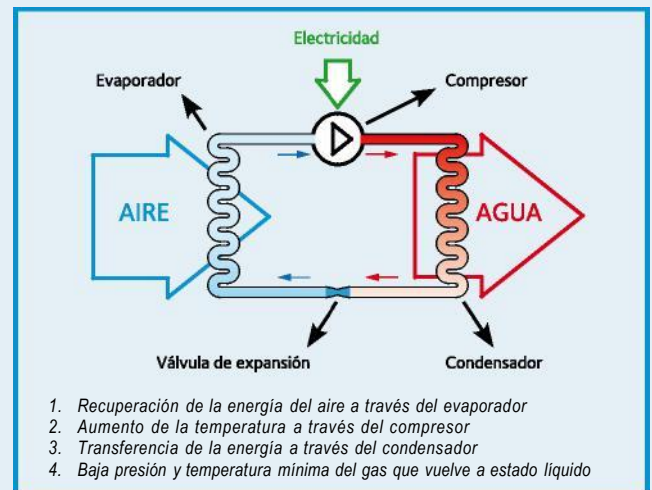 Electricidad
Evaporador
Compresor
AIRE
AGUA
Válvula de expansión
Condensador
1. Recuperación de la energía del aire a través del evaporador
2. Aumento de la temperatura a través del compresor
3. Transferencia de la energía a través del condensador
4. Baja presión y temperatura mínima del gas que vuelve a estado líquido